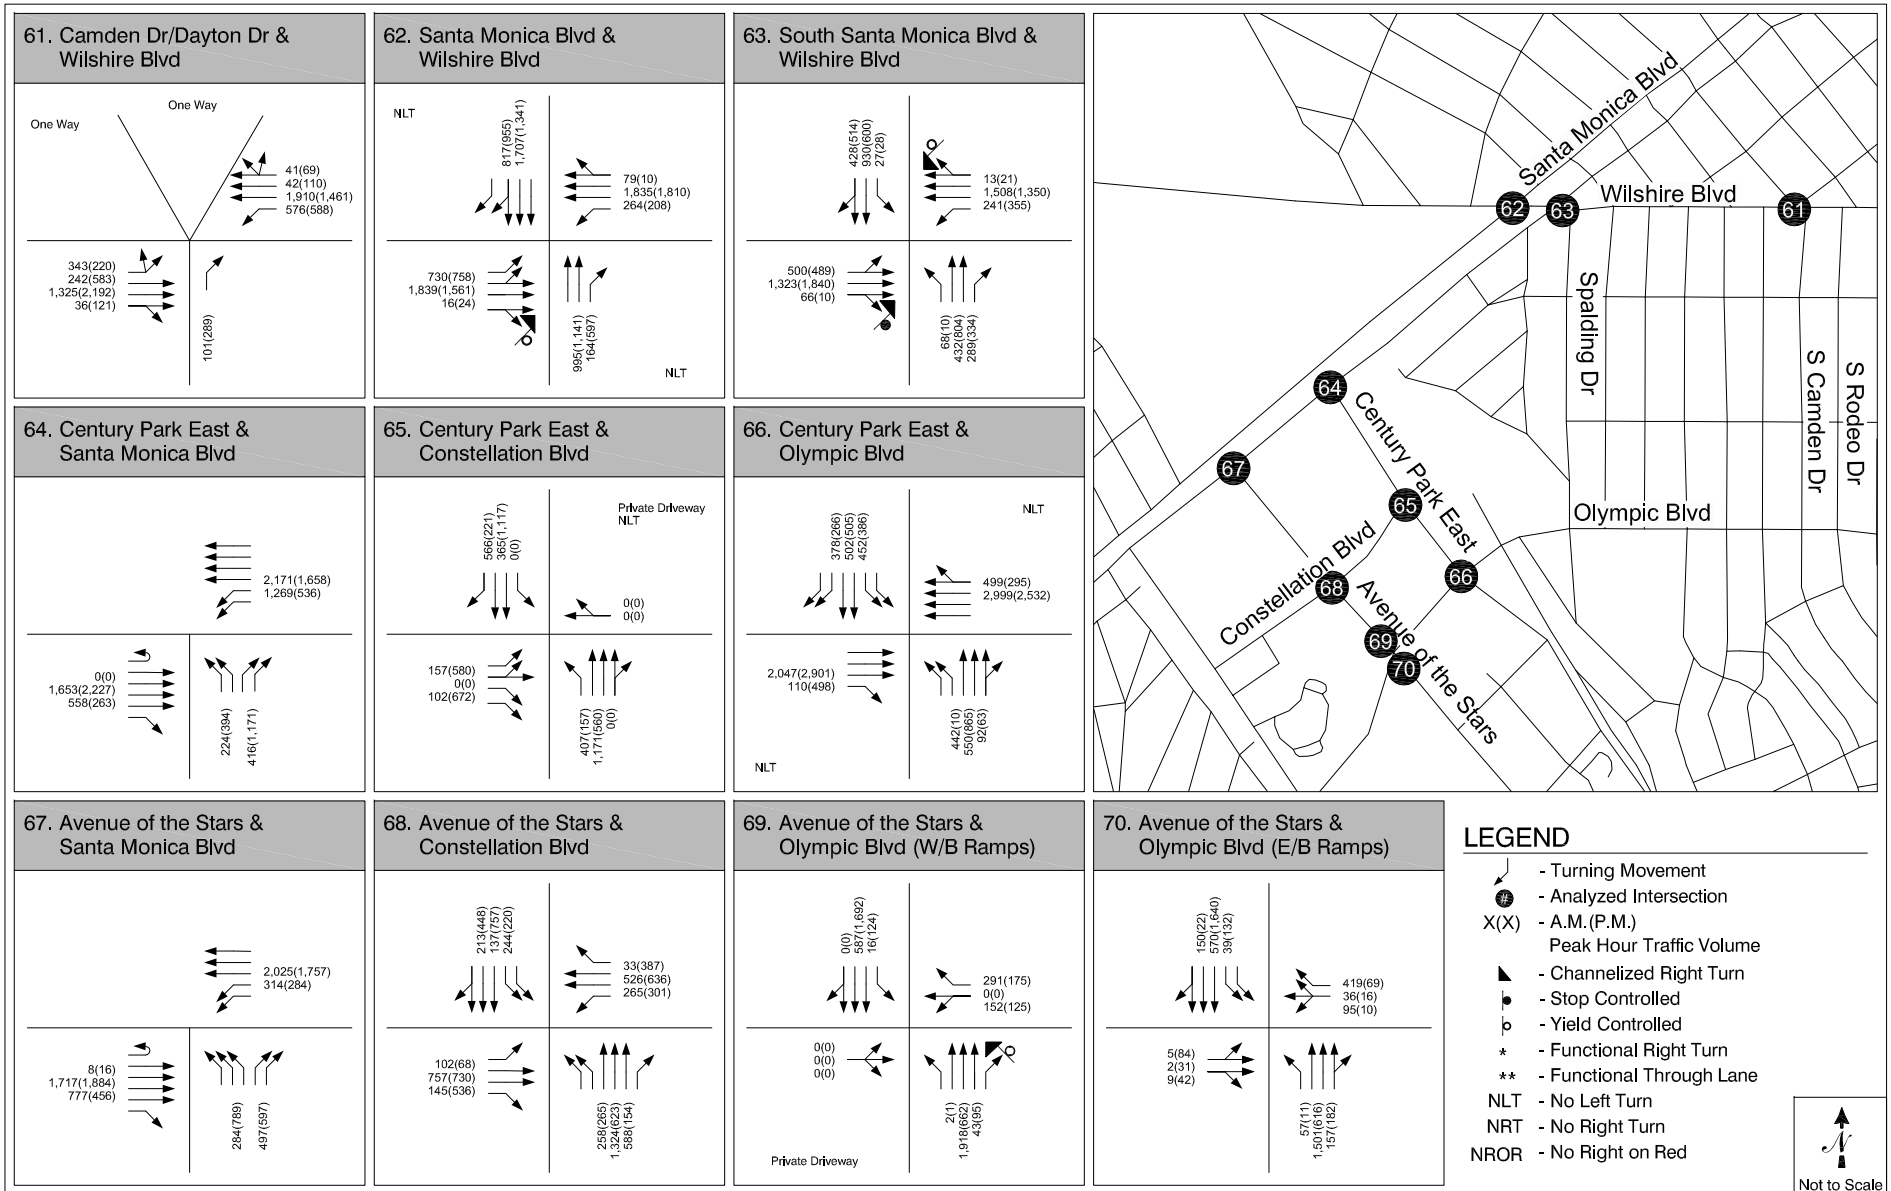 61. Camden Dr/Dayton Dr &
Wilshire Blvd
One Way
One Way
41(69)
42(110)
1,910(1,461)
576(588)
343(220)
242(583)
1,325(2,192)
36(121)
101(289)
62. Santa Monica Blvd &
Wilshire Blvd
NLT
817(955)
1,707(1,341)
79(10)
1,835(1,810)
264(208)
730(758)
1,839(1,561)
16(24)
995(1,141)
164(597)
NLT
63. South Santa Monica Blvd &
Wilshire Blvd
428(514)
930(600)
27(28)
13(21)
1,508(1,350)
241(355)
500(489)
1,323(1,840)
66(10)
68(10)
432(804)
289(334)
64. Century Park East &
Santa Monica Blvd
2,171(1,658)
1,269(536)
0(0)
1,653(2,227)
558(263)
224(394)
416(1,171)
65. Century Park East &
Constellation Blvd
566(221)
365(1,117)
0(0)
Private Driveway
NLT
0(0)
0(0)
157(580)
0(0)
102(672)
407(157)
1,171(560)
0(0)
66. Century Park East &
Olympic Blvd
378(266)
502(505)
452(386)
NLT
499(295)
2,999(2,532)
2,047(2,901)
110(498)
442(10)
550(865)
92(63)
NLT
67. Avenue of the Stars &
Santa Monica Blvd
2,025(1,757)
314(284)
8(16)
1,717(1,884)
777(456)
284(789)
497(597)
68. Avenue of the Stars &
Constellation Blvd
213(448)
137(757)
244(220)
33(387)
526(636)
265(301)
102(68)
757(730)
145(536)
258(265)
1,324(623)
588(154)
69. Avenue of the Stars &
Olympic Blvd (W/B Ramps)
0(0)
587(1,692)
16(124)
291(175)
0(0)
152(125)
0(0)
0(0)
0(0)
2(1)
1,918(662)
43(95)
Private Driveway
70. Avenue of the Stars &
Olympic Blvd (E/B Ramps)
150(22)
570(1,640)
39(132)
419(69)
36(16)
95(10)
5(84)
2(31)
9(42)
57(11)
1,501(616)
157(182)
Santa Monica Blvd
Wilshire Blvd
62
63
61
Spalding Dr
S Camden Dr
S Rodeo Dr
64
Century Park East
67
65
Olympic Blvd
Constellation Blvd
66
68
Avenue of the Stars
69
70
LEGEND
- Turning Movement
# - Analyzed Intersection
X(X) - A.M.(P.M.)
Peak Hour Traffic Volume
- Channelized Right Turn
- Stop Controlled
- Yield Controlled
* - Functional Right Turn
** - Functional Through Lane
NLT - No Left Turn
NRT - No Right Turn
NROR - No Right on Red
N
Not to Scale